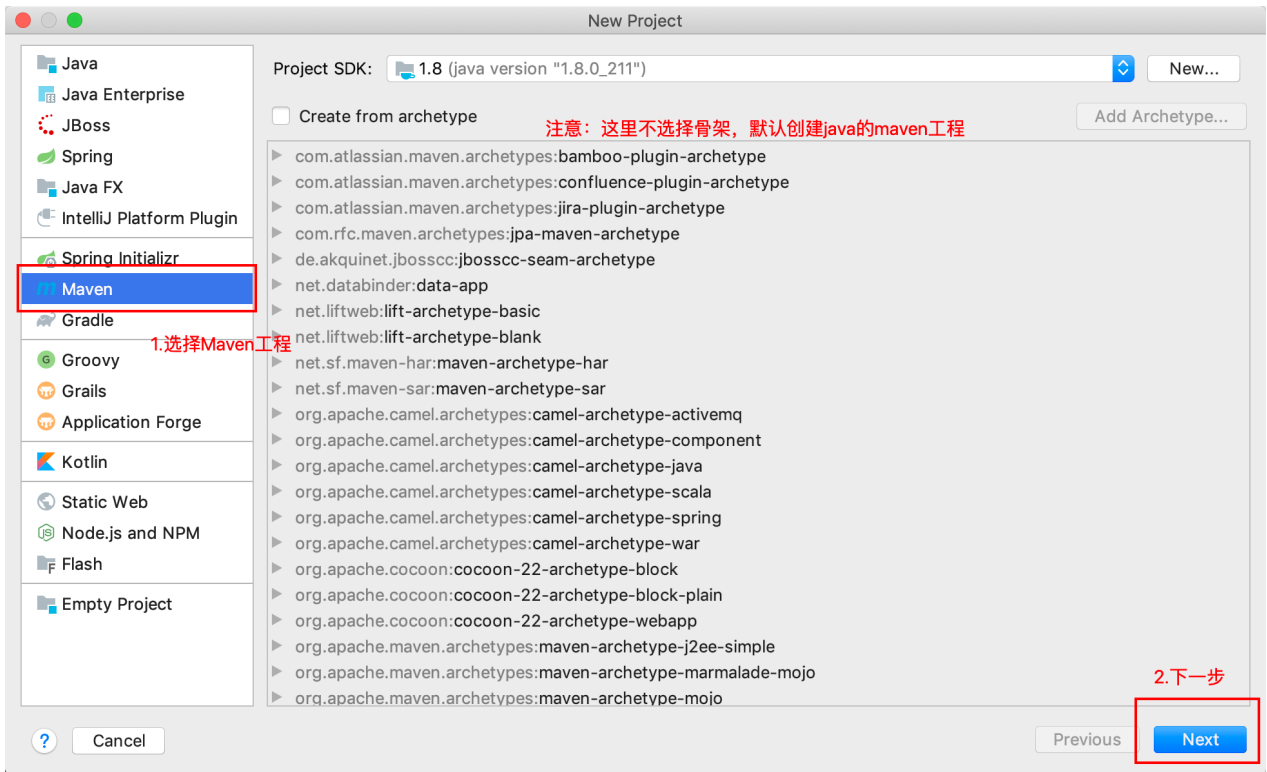 New Project
Java
Java Enterprise
JBoss
Spring
Java FX
IntelliJ Platform Plugin
Spring Initializr
Maven
Gradle
1.选择Maven工程
Groovy
Grails
Application Forge
Kotlin
Static Web
Node.js and NPM
Flash
Empty Project
Project SDK: 1.8 (java version "1.8.0_211") New...
Create from archetype Add Archetype...
注意：这里不选择骨架，默认创建java的maven工程
com.atlassian.maven.archetypes:bamboo-plugin-archetype
com.atlassian.maven.archetypes:confluence-plugin-archetype
com.atlassian.maven.archetypes:jira-plugin-archetype
com.rfc.maven.archetypes:jpa-maven-archetype
de.akquinet.jbosscc:jbosscc-seam-archetype
net.databinder:data-app
net.liftweb:lift-archetype-basic
net.liftweb:lift-archetype-blank
net.sf.maven-har:maven-archetype-har
net.sf.maven-sar:maven-archetype-sar
org.apache.camel.archetypes:camel-archetype-activemq
org.apache.camel.archetypes:camel-archetype-component
org.apache.camel.archetypes:camel-archetype-java
org.apache.camel.archetypes:camel-archetype-scala
org.apache.camel.archetypes:camel-archetype-spring
org.apache.camel.archetypes:camel-archetype-war
org.apache.cocoon:cocoon-22-archetype-block
org.apache.cocoon:cocoon-22-archetype-block-plain
org.apache.cocoon:cocoon-22-archetype-webapp
org.apache.maven.archetypes:maven-archetype-j2ee-simple
org.apache.maven.archetypes:maven-archetype-marmalade-mojo
org.apache.maven.archetypes:maven-archetype-mojo
2.下一步
? Cancel Previous Next